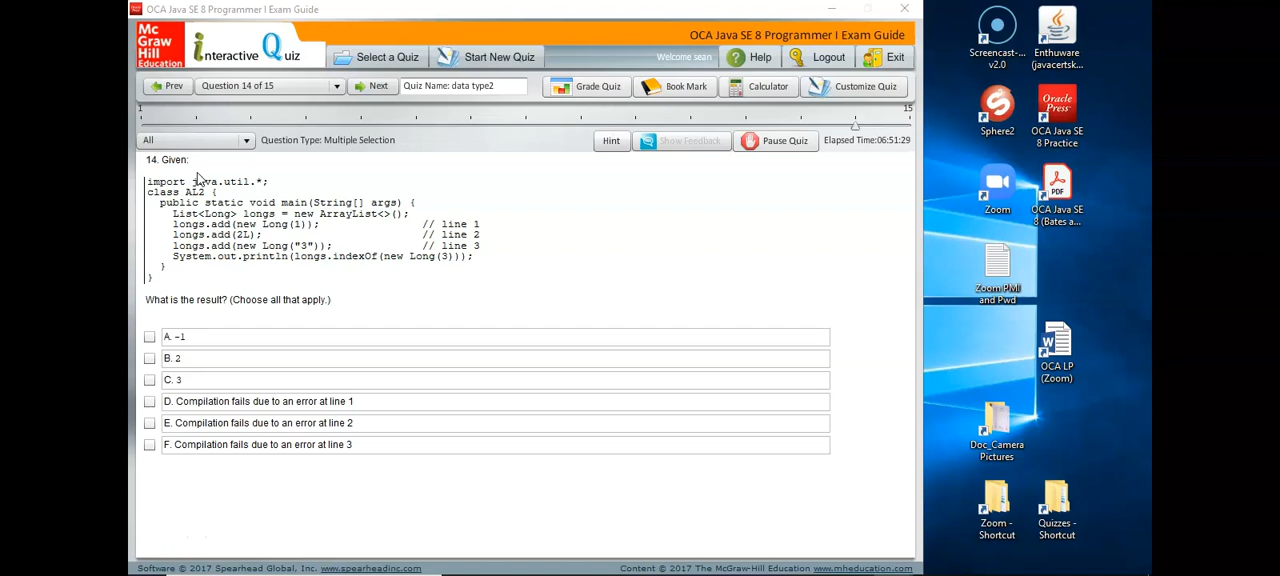 OCA Java SE 8 Programmer I Exam Guide
Mc Graw Hill Education
interactive Quiz
OCA Java SE 8 Programmer I Exam Guide
Select a Quiz
Start New Quiz
Welcome sean
Help
Logout
Exit
Prev
Question 14 of 15
Next
Quiz Name: data type2
Grade Quiz
Book Mark
Calculator
Customize Quiz
1
15
All
Question Type: Multiple Selection
Hint
Show Feedback
Pause Quiz
Elapsed Time:06:51:29
14. Given:
import java.util.*;
class AL2 {
public static void main(String[] args) {
List<Long> longs = new ArrayList<>();
longs.add(new Long(1)); // line 1
longs.add(2L); // line 2
longs.add(new Long("3")); // line 3
System.out.println(longs.indexOf(new Long(3)));
}
}
What is the result? (Choose all that apply.)
A. –1
B. 2
C. 3
D. Compilation fails due to an error at line 1
E. Compilation fails due to an error at line 2
F. Compilation fails due to an error at line 3
Software © 2017 Spearhead Global, Inc. www.spearheadinc.com
Content © 2017 The McGraw-Hill Education www.mheducation.com
Screencast-...
v2.0
Enthuware
(javacertsk...
Sphere2
Oracle
Press
OCA Java SE
8 Practice
Zoom
PDF
OCA Java SE
8 (Bates a...
Zoom PMI
and Pwd
W
OCA LP
(Zoom)
Doc_Camera
Pictures
Zoom -
Shortcut
Quizzes -
Shortcut